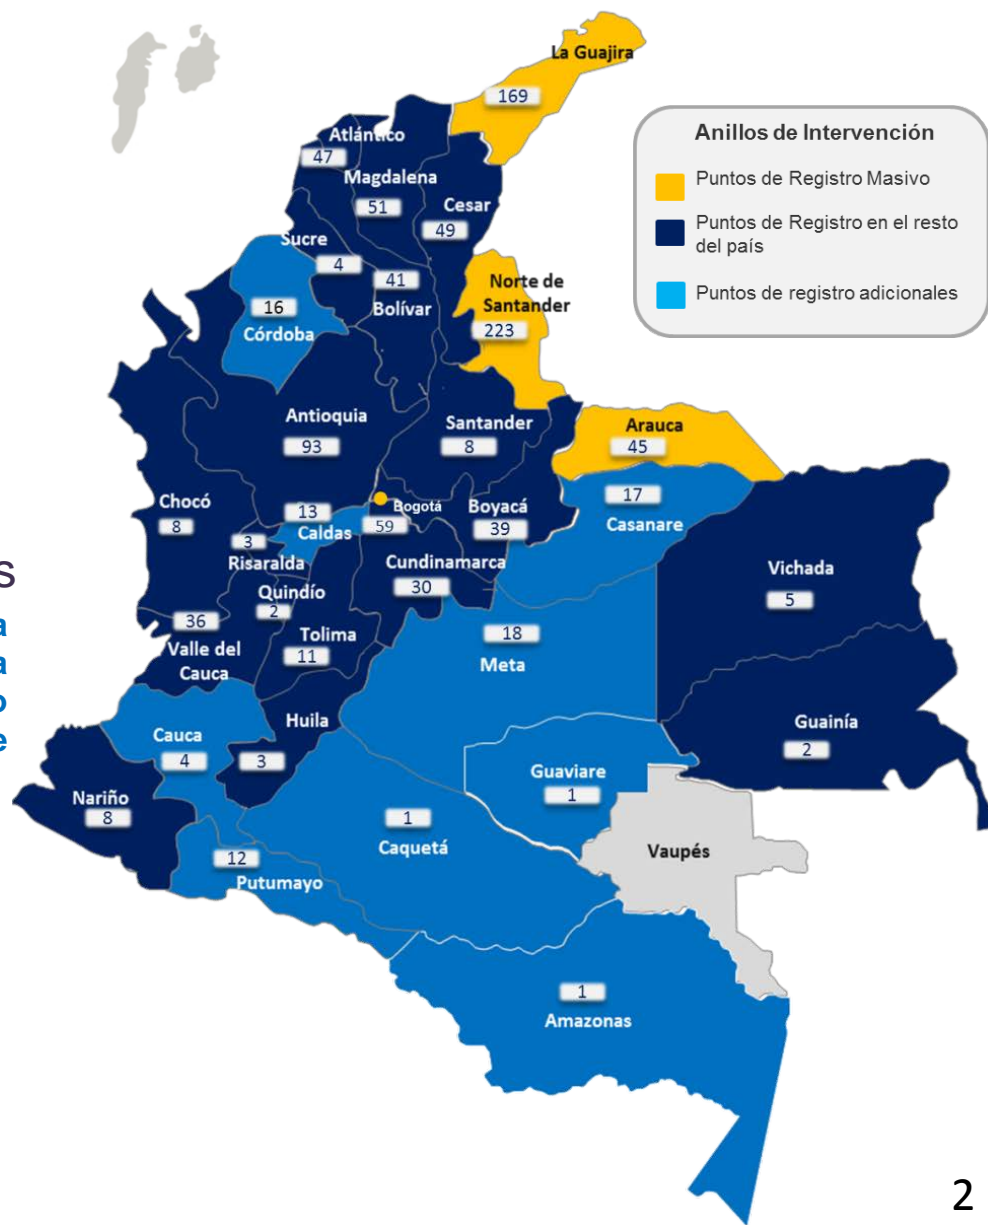 La Guajira
169
Anillos de Intervención
Puntos de Registro Masivo
Puntos de Registro en el resto
del país
Puntos de registro adicionales
Atlántico
47
Magdalena
51
Cesar
49
Sucre
4
41
Bolívar
Norte de
Santander
223
16
Córdoba
Antioquia
93
Santander
8
Arauca
45
17
Casanare
Chocó
8
13
Caldas
Bogotá
59
Boyacá
39
3
Risaralda
Cundinamarca
30
Vichada
5
Quindío
2
36
Valle del
Cauca
Tolima
11
18
Meta
s
a
a
o
e
Huila
3
Cauca
4
Guainía
2
Guaviare
1
Nariño
8
1
Caquetá
Vaupés
12
Putumayo
1
Amazonas
2